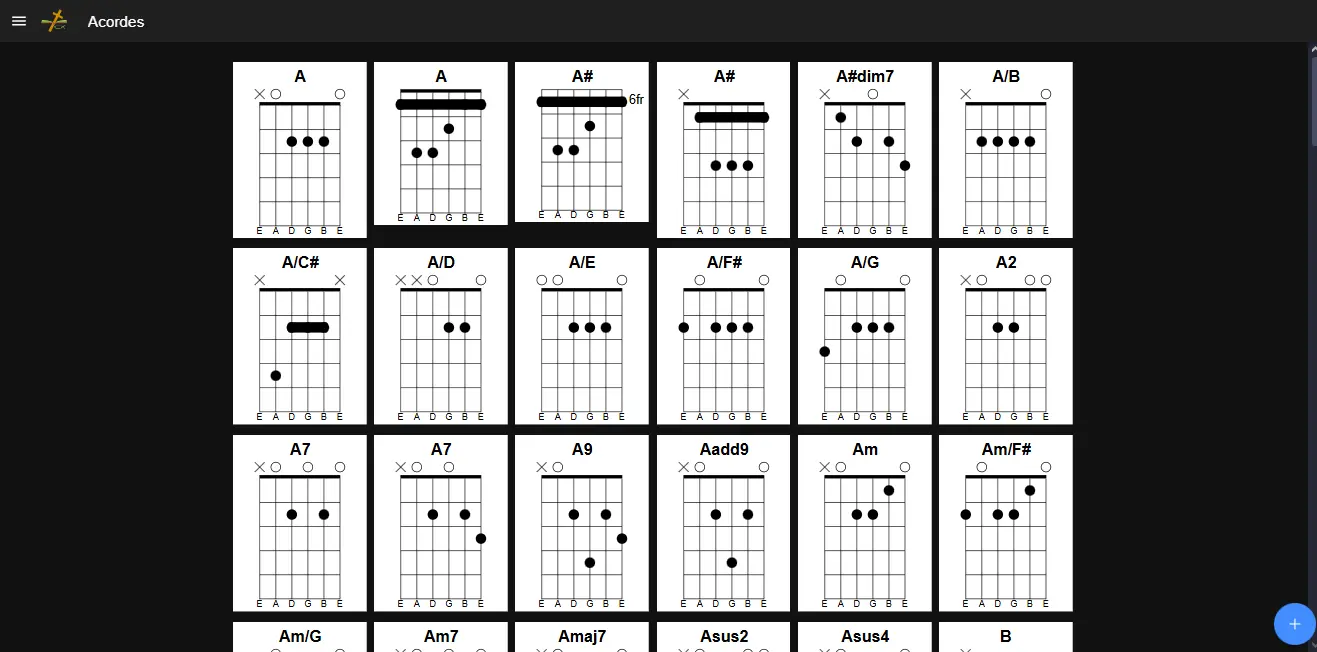 Acordes
A A A# A# A#dim7 A/B
6fr
E A D G B E E A D G B E E A D G B E E A D G B E E A D G B E E A D G B E
A/C# A/D A/E A/F# A/G A2
E A D G B E E A D G B E E A D G B E E A D G B E E A D G B E E A D G B E
A7 A7 A9 Aadd9 Am Am/F#
E A D G B E E A D G B E E A D G B E E A D G B E E A D G B E E A D G B E
Am/G Am7 Amaj7 Asus2 Asus4 B